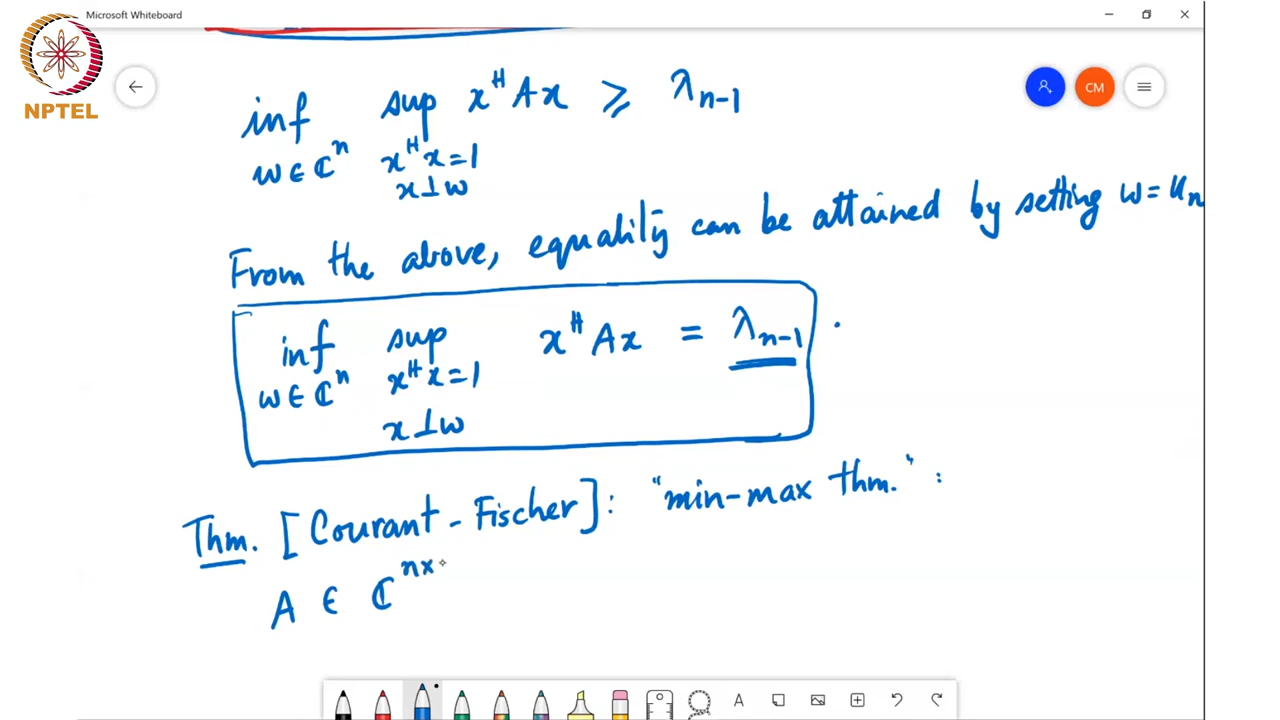 Microsoft Whiteboard
NPTEL
CM
inf sup x^H A x ⩾ λ_{n-1}
w ∈ ℂ^n x^H x = 1
x ⊥ w
From the above, equality can be attained by setting w = u_n
inf sup x^H A x = λ_{n-1} .
w ∈ ℂ^n x^H x = 1
x ⊥ w
Thm. [Courant - Fischer]: "min-max thm." :
A ∈ ℂ^{n×
A